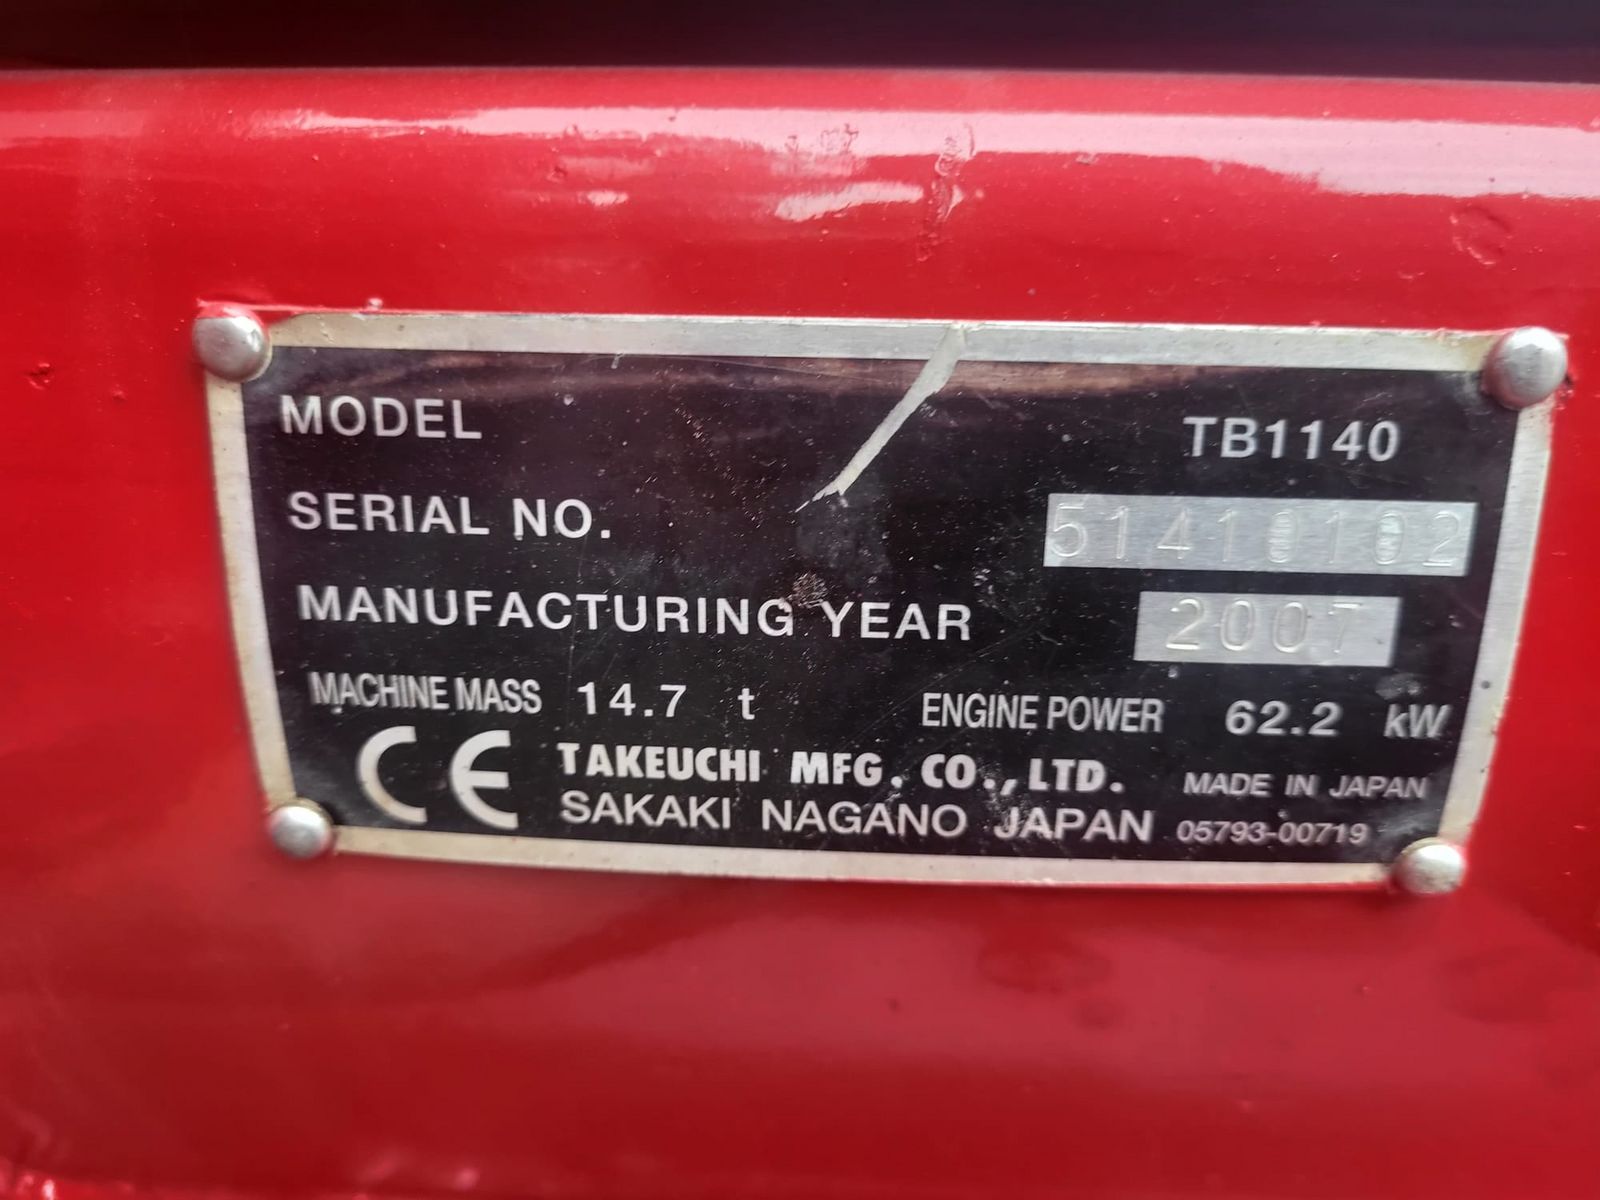 MODEL TB1140
SERIAL NO. 51410102
MANUFACTURING YEAR 2007
MACHINE MASS 14.7 t ENGINE POWER 62.2 kW
CE TAKEUCHI MFG. CO., LTD. MADE IN JAPAN
SAKAKI NAGANO JAPAN 05793-00719